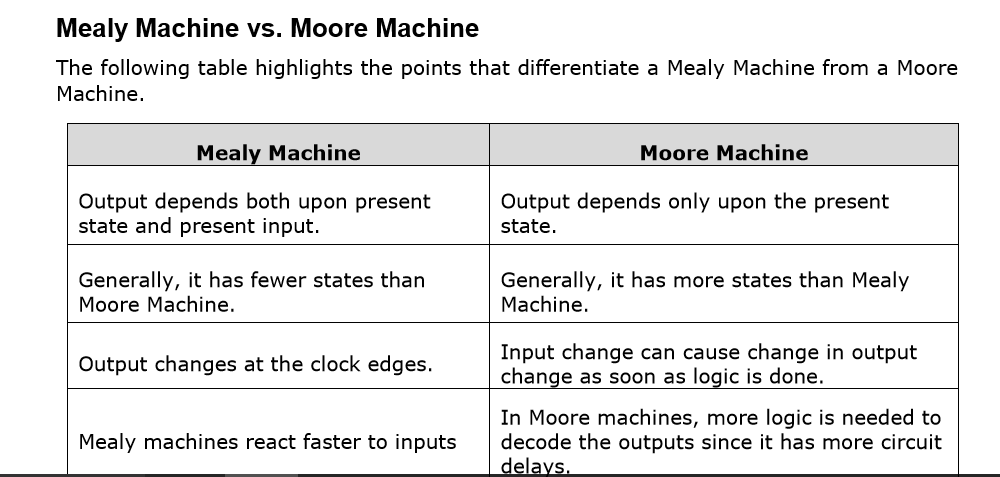 Mealy Machine vs. Moore Machine
The following table highlights the points that differentiate a Mealy Machine from a Moore
Machine.
Mealy Machine
Moore Machine
Output depends both upon present
state and present input.
Output depends only upon the present
state.
Generally, it has fewer states than
Moore Machine.
Generally, it has more states than Mealy
Machine.
Output changes at the clock edges.
Input change can cause change in output
change as soon as logic is done.
Mealy machines react faster to inputs
In Moore machines, more logic is needed to
decode the outputs since it has more circuit
delays.